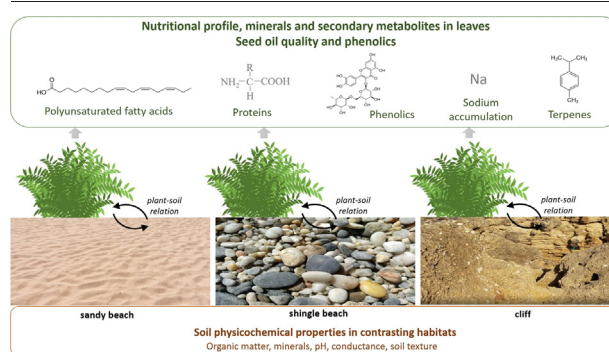 Nutritional profile, minerals and secondary metabolites in leaves
Seed oil quality and phenolics
Polyunsaturated fatty acids
Proteins
Phenolics
Na
Sodium
accumulation
Terpenes
plant-soil
relation
plant-soil
relation
plant-soil
relation
sandy beach
shingle beach
cliff
Soil physicochemical properties in contrasting habitats
Organic matter, minerals, pH, conductance, soil texture